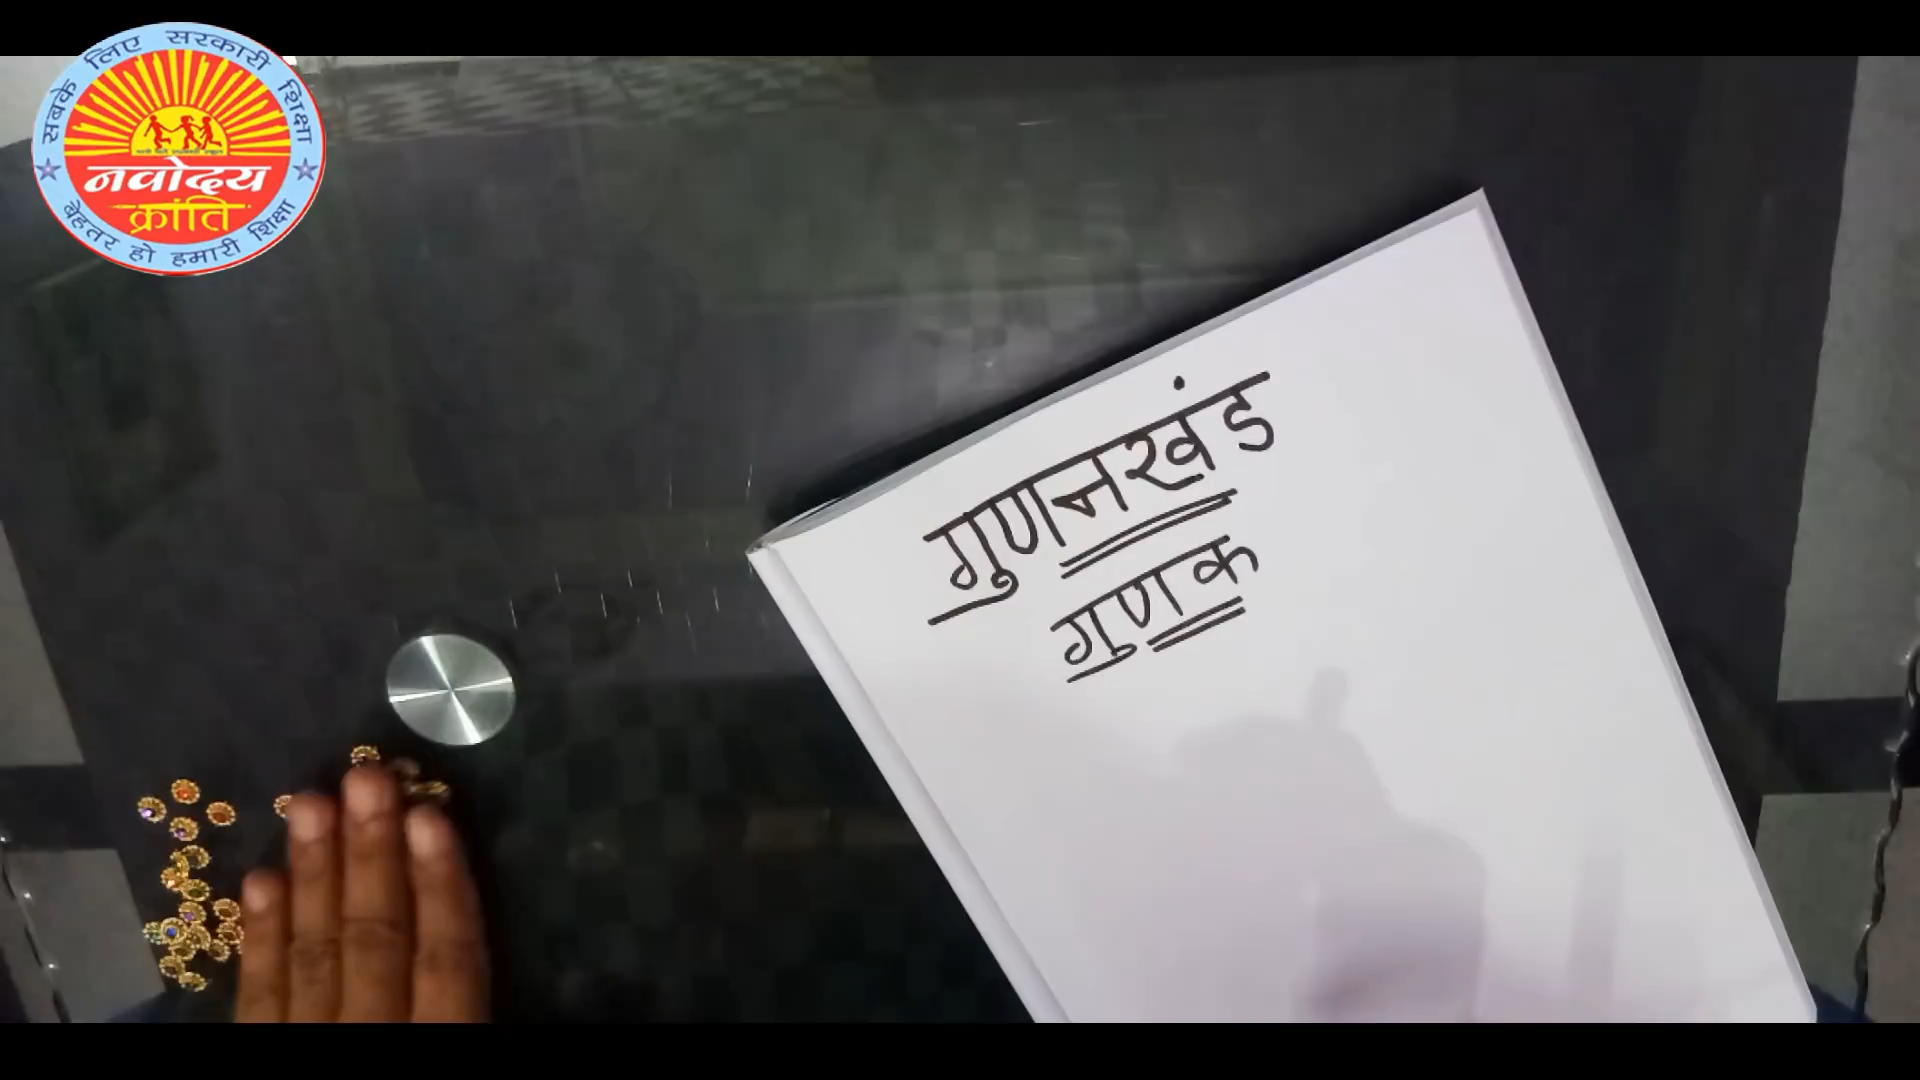 सबके लिए सरकारी शिक्षा
नवोदय
क्रांति
बेहतर हो हमारी शिक्षा
गुणनखंड
गुणक